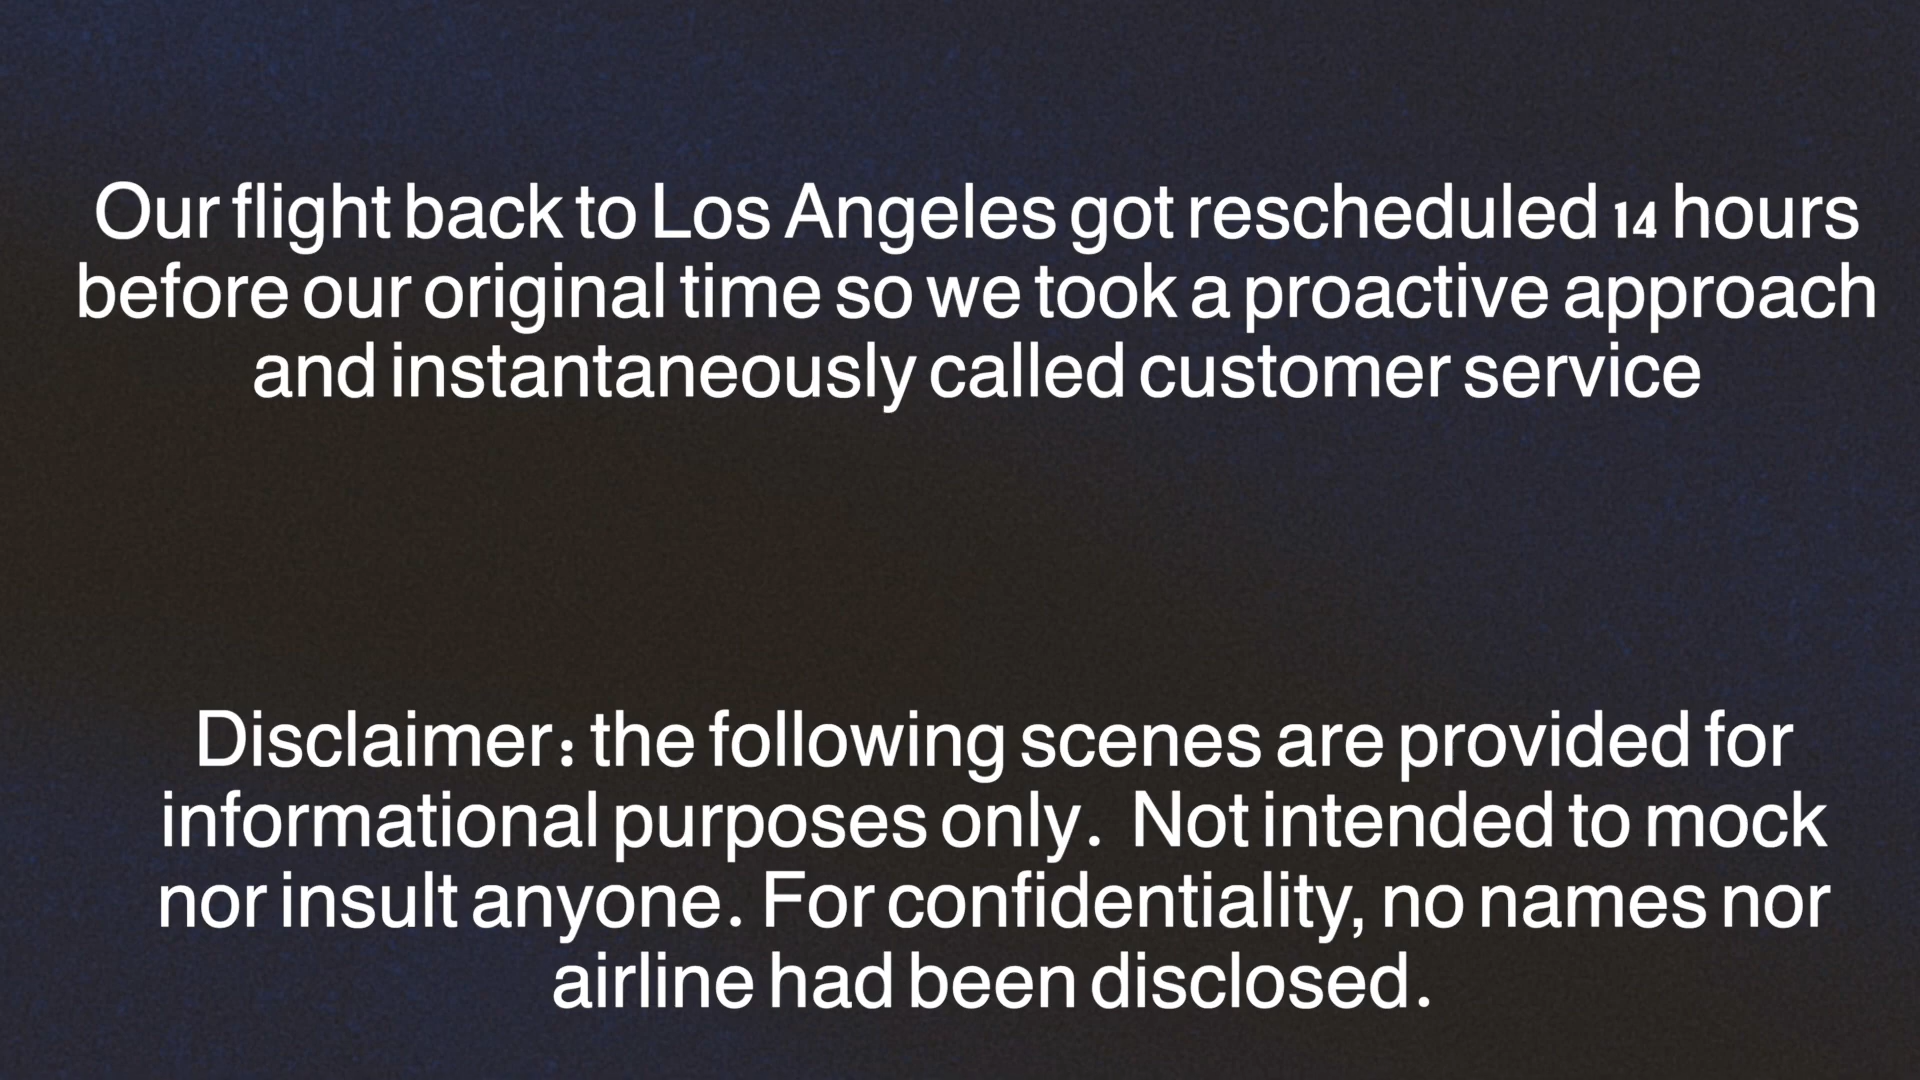 Our flight back to Los Angeles got rescheduled 14 hours
before our original time so we took a proactive approach
and instantaneously called customer service
Disclaimer: the following scenes are provided for
informational purposes only.  Not intended to mock
nor insult anyone. For confidentiality, no names nor
airline had been disclosed.